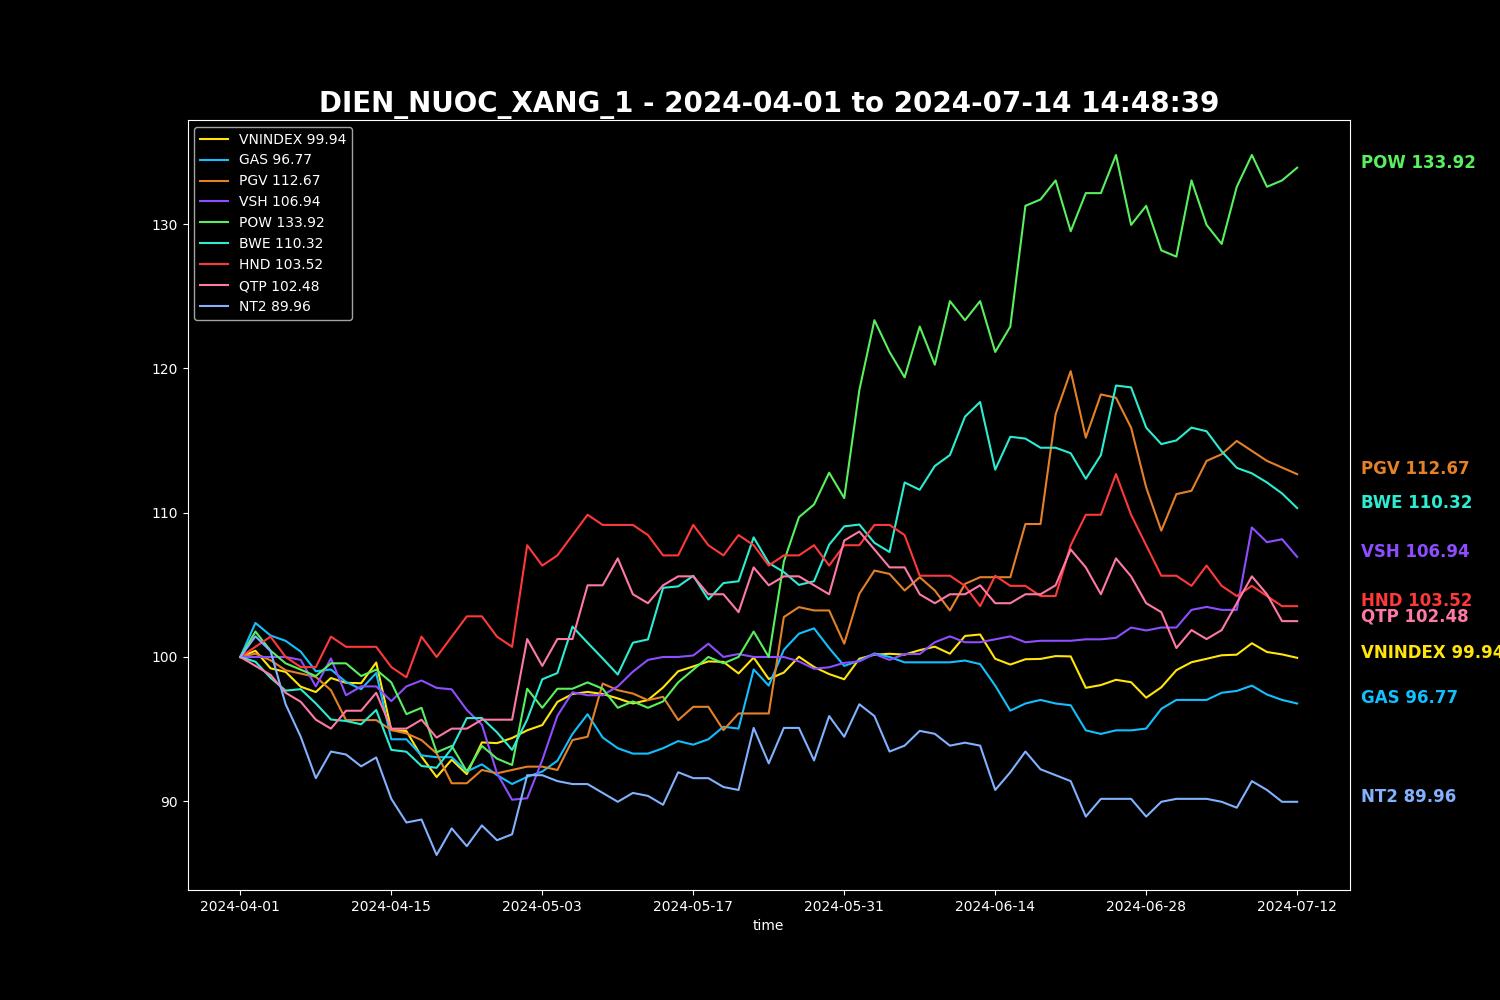 DIEN_NUOC_XANG_1 - 2024-04-01 to 2024-07-14 14:48:39
VNINDEX 99.94
GAS 96.77
PGV 112.67
VSH 106.94
POW 133.92
BWE 110.32
HND 103.52
QTP 102.48
NT2 89.96
130
120
110
100
90
POW 133.92
PGV 112.67
BWE 110.32
VSH 106.94
HND 103.52
QTP 102.48
VNINDEX 99.94
GAS 96.77
NT2 89.96
2024-04-01 2024-04-15 2024-05-03 2024-05-17 2024-05-31 2024-06-14 2024-06-28 2024-07-12
time